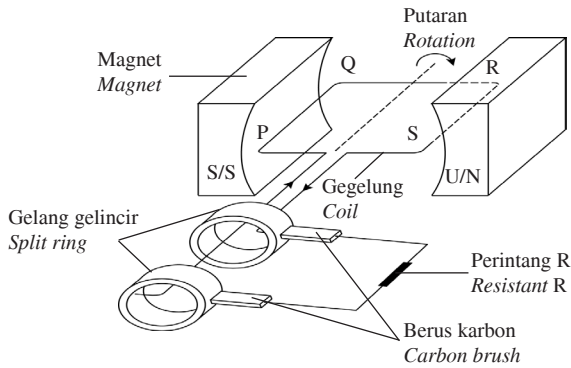 Putaran
Rotation
Magnet
Magnet
Q
R
P
S
S/S
U/N
Gegelung
Coil
Gelang gelincir
Split ring
Perintang R
Resistant R
Berus karbon
Carbon brush